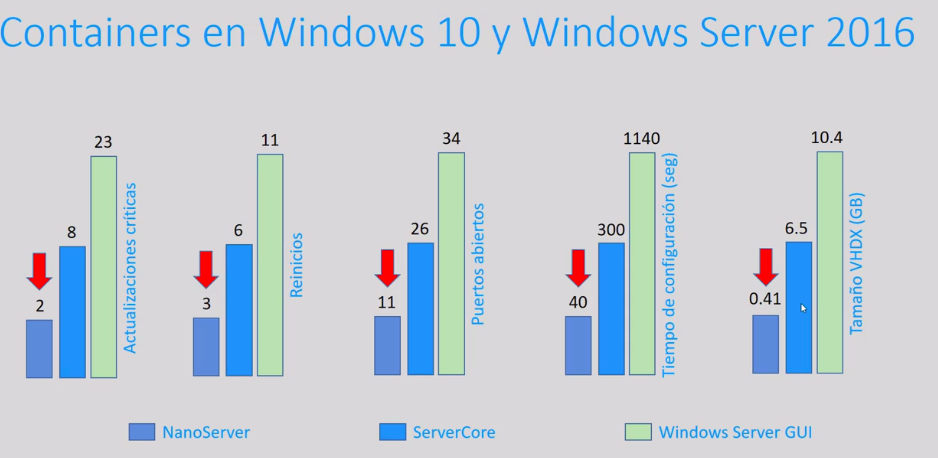 Containers en Windows 10 y Windows Server 2016
23
8
2
Actualizaciones críticas
11
6
3
Reinicios
34
26
11
Puertos abiertos
1140
300
40
Tiempo de configuración (seg)
10.4
6.5
0.41
Tamaño VHDX (GB)
NanoServer
ServerCore
Windows Server GUI